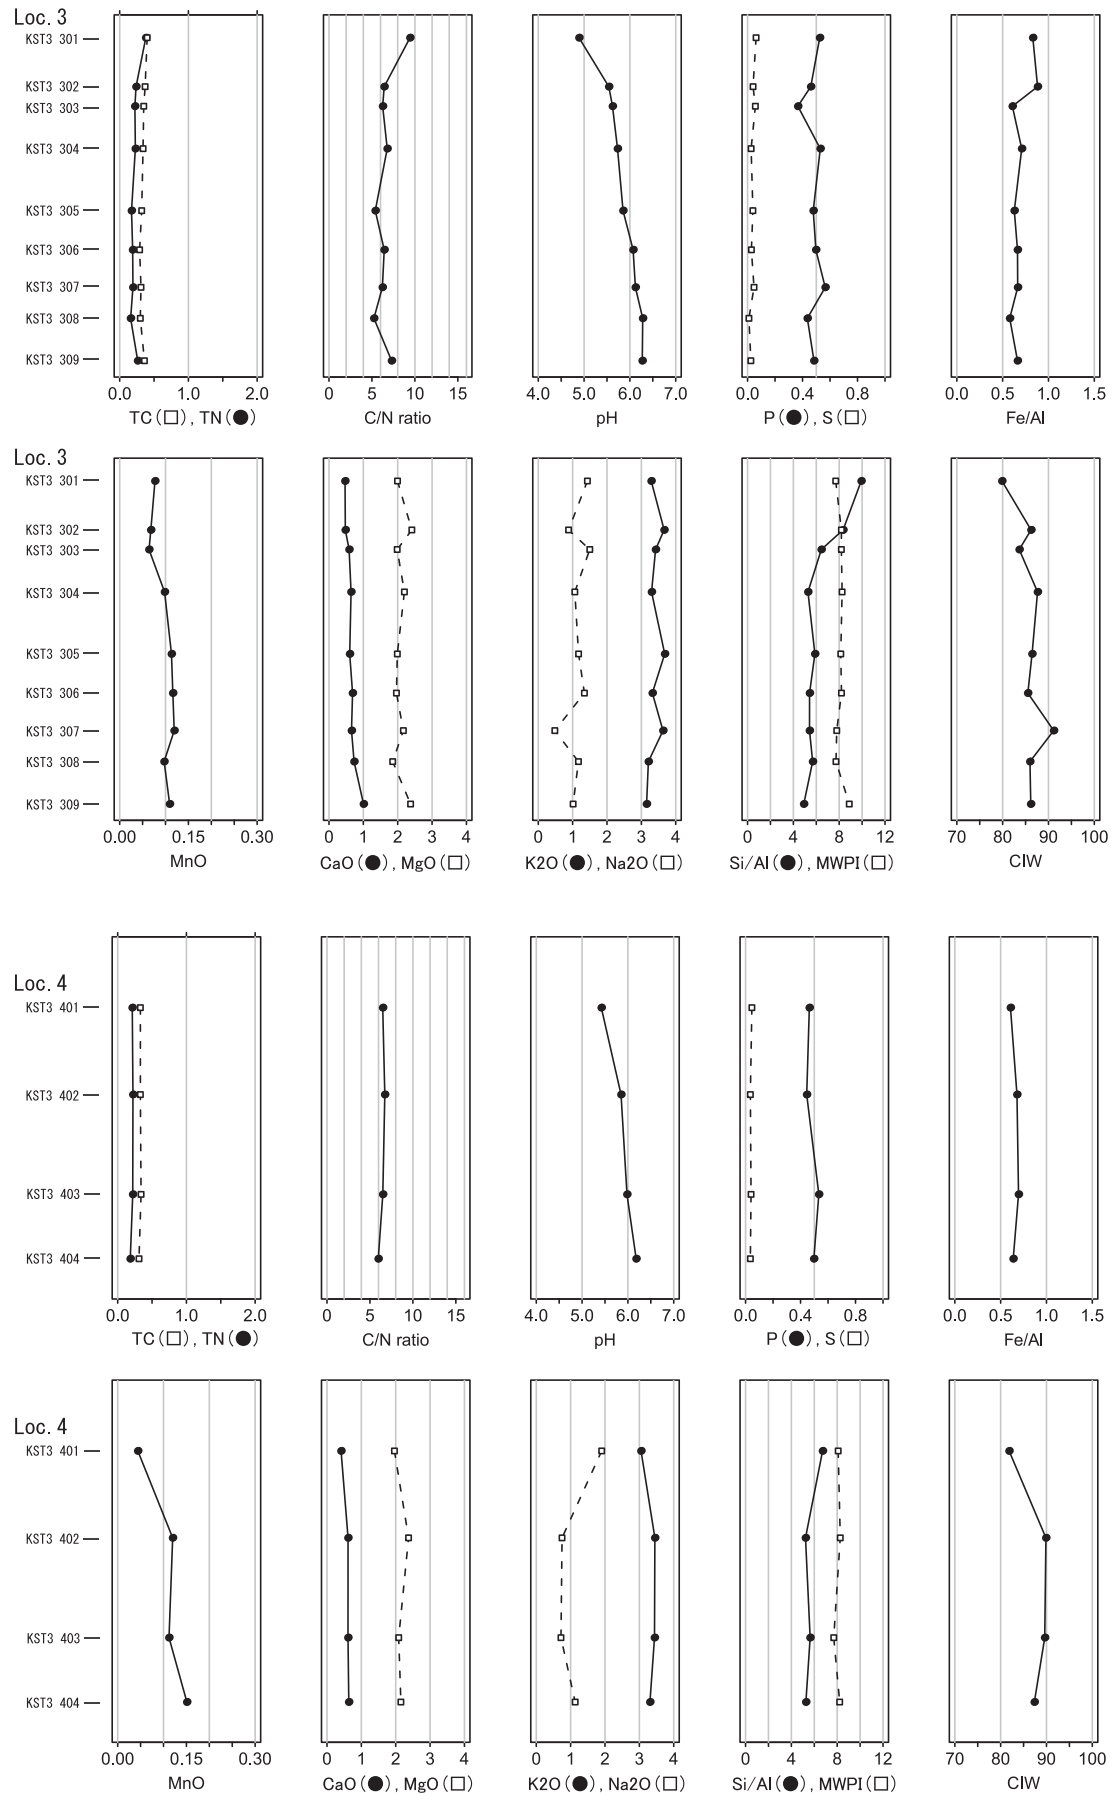 Loc. 3
KST3 301
KST3 302
KST3 303
KST3 304
KST3 305
KST3 306
KST3 307
KST3 308
KST3 309
0.0 1.0 2.0 0 5 10 15 4.0 5.0 6.0 7.0 0.0 0.4 0.8 0.0 0.5 1.0 1.5
TC(□), TN(●) C/N ratio pH P(●), S(□) Fe/Al
Loc. 3
KST3 301
KST3 302
KST3 303
KST3 304
KST3 305
KST3 306
KST3 307
KST3 308
KST3 309
0.00 0.15 0.30 0 1 2 3 4 0 1 2 3 4 0 4 8 12 70 80 90 100
MnO CaO(●), MgO(□) K2O(●), Na2O(□) Si/Al(●), MWPI(□) CIW
Loc. 4
KST3 401
KST3 402
KST3 403
KST3 404
0.0 1.0 2.0 0 5 10 15 4.0 5.0 6.0 7.0 0.0 0.4 0.8 0.0 0.5 1.0 1.5
TC(□), TN(●) C/N ratio pH P(●), S(□) Fe/Al
Loc. 4
KST3 401
KST3 402
KST3 403
KST3 404
0.00 0.15 0.30 0 1 2 3 4 0 1 2 3 4 0 4 8 12 70 80 90 100
MnO CaO(●), MgO(□) K2O(●), Na2O(□) Si/Al(●), MWPI(□) CIW